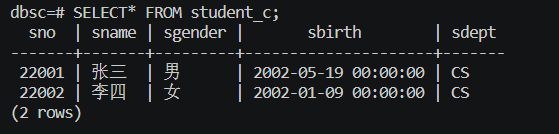 dbsc=# SELECT* FROM student_c;
  sno  | sname | sgender |       sbirth        | sdept
-------+-------+---------+---------------------+-------
 22001 | 张三  | 男      | 2002-05-19 00:00:00 | CS
 22002 | 李四  | 女      | 2002-01-09 00:00:00 | CS
(2 rows)